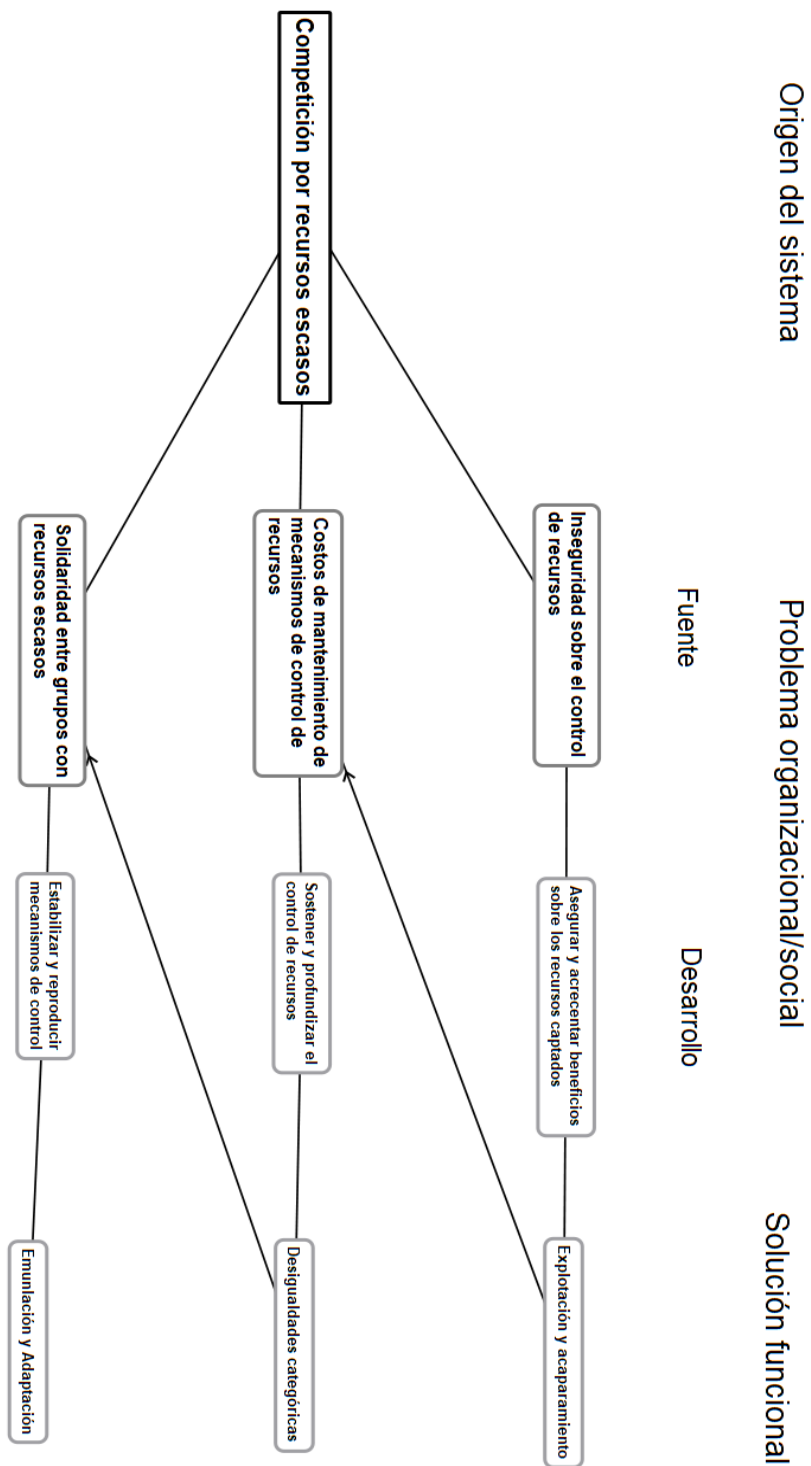 Origen del sistema
Problema organizacional/social
Solución funcional
Fuente
Desarrollo
Competición por recursos escasos
Inseguridad sobre el control
de recursos
Asegurar y acrecentar beneficios
sobre los recursos captados
Explotación y acaparamiento
Costos de mantenimiento de
mecanismos de control de
recursos
Sostener y profundizar el
control de recursos
Desigualdades categóricas
Solidaridad entre grupos con
recursos escasos
Estabilizar y reproducir
mecanismos de control
Emunlación y Adaptación